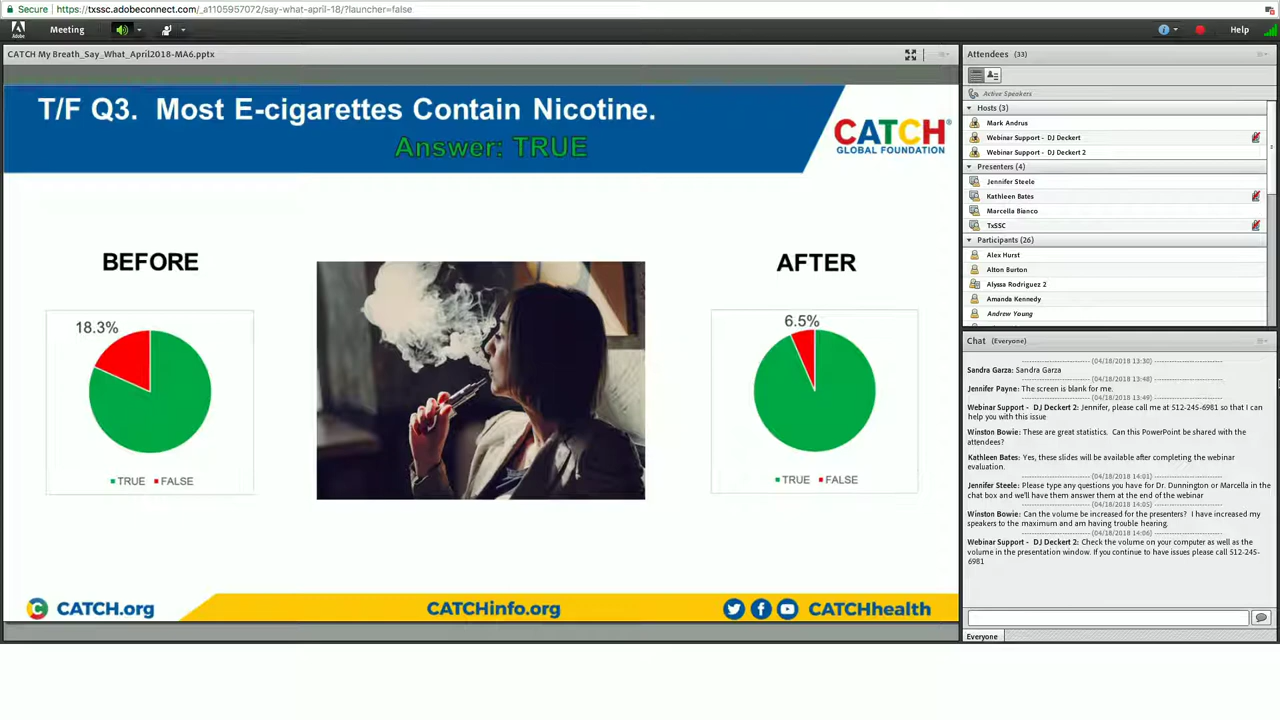 Secure https://txssc.adobeconnect.com/_a1105957072/say-what-april-18/?launcher=false
Adobe
Meeting
Help
CATCH My Breath_Say_What_April2018-MA6.pptx
T/F Q3. Most E-cigarettes Contain Nicotine.
Answer: TRUE
CATCH®
GLOBAL FOUNDATION
BEFORE
18.3%
TRUE FALSE
AFTER
6.5%
TRUE FALSE
C CATCH.org
CATCHinfo.org
CATCHhealth
Attendees (33)
Active Speakers
Hosts (3)
Mark Andrus
Webinar Support - DJ Deckert
Webinar Support - DJ Deckert 2
Presenters (4)
Jennifer Steele
Kathleen Bates
Marcella Bianco
TxSSC
Participants (26)
Alex Hurst
Alton Burton
Alyssa Rodriguez 2
Amanda Kennedy
Andrew Young
Chat (Everyone)
(04/18/2018 13:30)
Sandra Garza: Sandra Garza
(04/18/2018 13:48)
Jennifer Payne: The screen is blank for me.
(04/18/2018 13:49)
Webinar Support - DJ Deckert 2: Jennifer, please call me at 512-245-6981 so that I can
help you with this issue
Winston Bowie: These are great statistics. Can this PowerPoint be shared with the
attendees?
Kathleen Bates: Yes, these slides will be available after completing the webinar
evaluation.
(04/18/2018 14:01)
Jennifer Steele: Please type any questions you have for Dr. Dunnington or Marcella in the
chat box and we'll have them answer them at the end of the webinar
(04/18/2018 14:05)
Winston Bowie: Can the volume be increased for the presenters? I have increased my
speakers to the maximum and am having trouble hearing.
(04/18/2018 14:06)
Webinar Support - DJ Deckert 2: Check the volume on your computer as well as the
volume in the presentation window. If you continue to have issues please call 512-245-
6981
Everyone